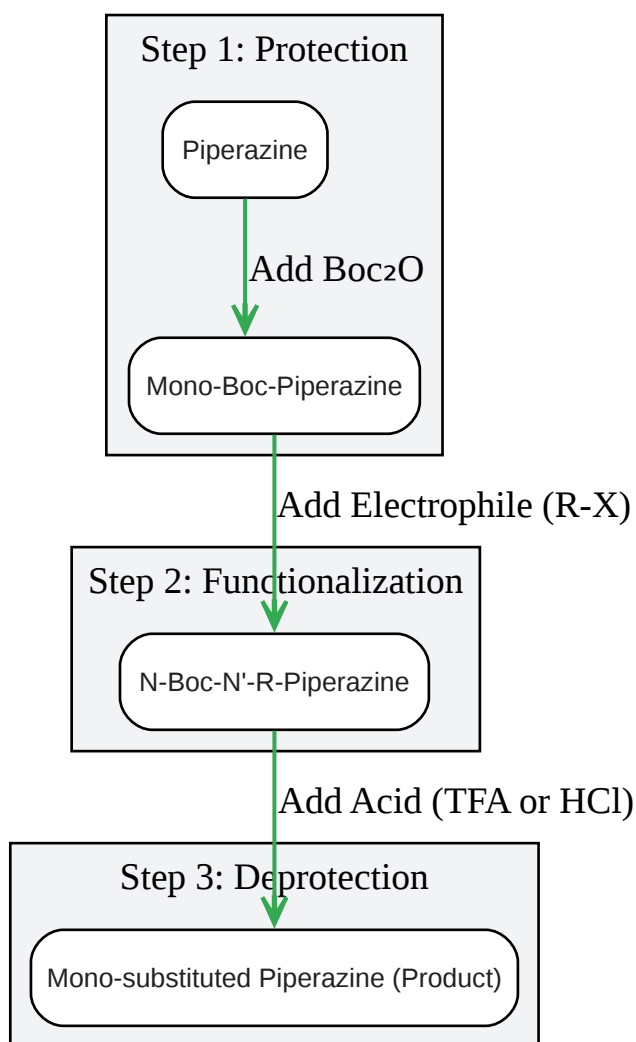 Step 1: Protection
Piperazine
Add Boc₂O
Mono-Boc-Piperazine
Add Electrophile (R-X)
Step 2: Functionalization
N-Boc-N'-R-Piperazine
Add Acid (TFA or HCl)
Step 3: Deprotection
Mono-substituted Piperazine (Product)